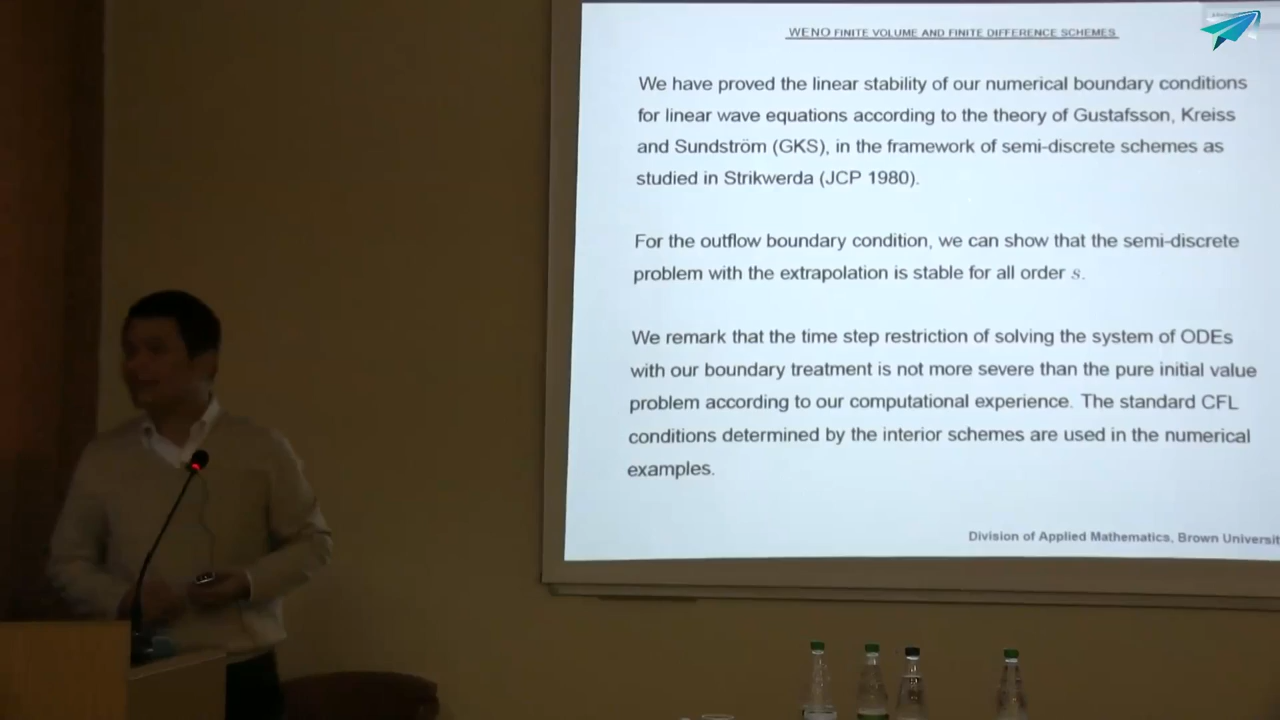 WENO FINITE VOLUME AND FINITE DIFFERENCE SCHEMES
We have proved the linear stability of our numerical boundary conditions
for linear wave equations according to the theory of Gustafsson, Kreiss
and Sundström (GKS), in the framework of semi-discrete schemes as
studied in Strikwerda (JCP 1980).
For the outflow boundary condition, we can show that the semi-discrete
problem with the extrapolation is stable for all order s.
We remark that the time step restriction of solving the system of ODEs
with our boundary treatment is not more severe than the pure initial value
problem according to our computational experience. The standard CFL
conditions determined by the interior schemes are used in the numerical
examples.
Division of Applied Mathematics, Brown Universit